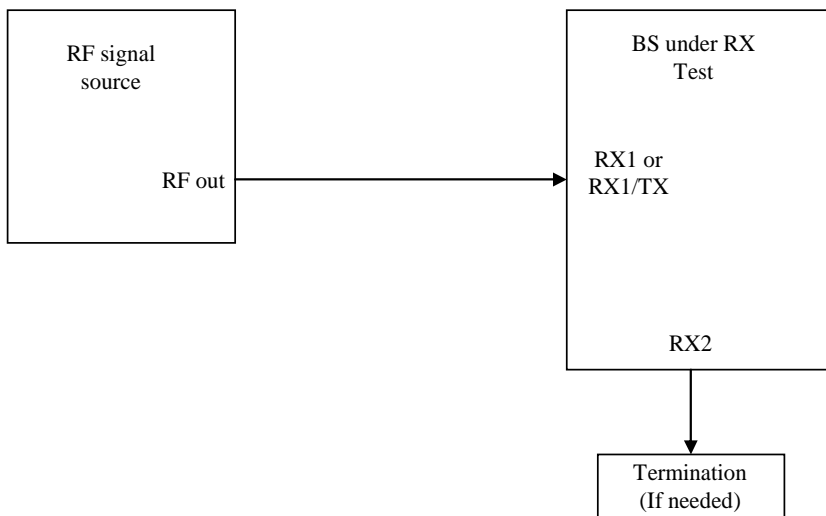 RF signal
source
RF out
BS under RX
Test
RX1 or
RX1/TX
RX2
Termination
(If needed)